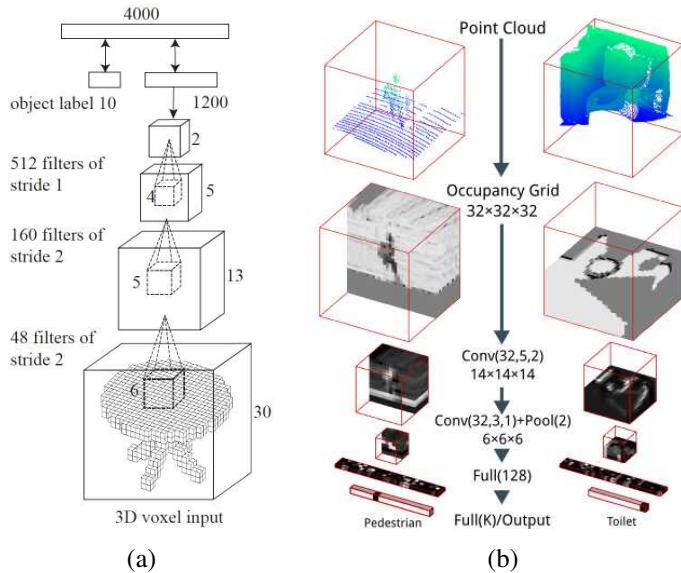 4000
object label 10
1200
2
512 filters of
stride 1
4
5
160 filters of
stride 2
5
13
48 filters of
stride 2
6
30
3D voxel input
(a)
Point Cloud
Occupancy Grid
32×32×32
Conv(32,5,2)
14×14×14
Conv(32,3,1)+Pool(2)
6×6×6
Full(128)
Pedestrian
Full(K)/Output
Toilet
(b)